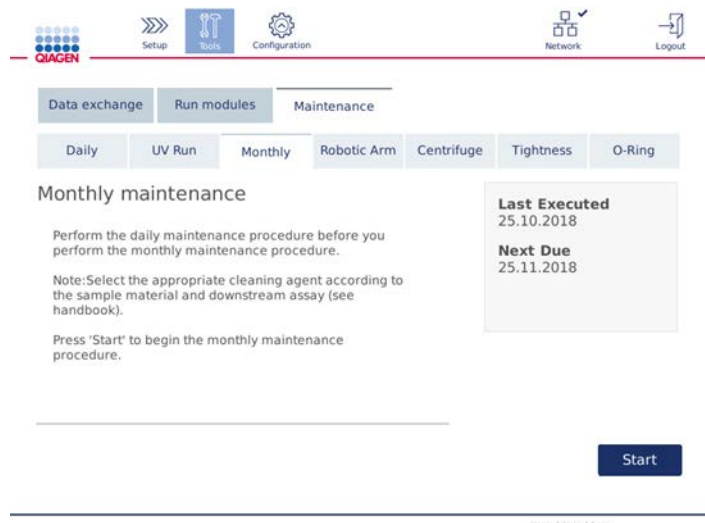 QIAGEN
Setup
Tools
Configuration
Network
Logout
Data exchange
Run modules
Maintenance
Daily
UV Run
Monthly
Robotic Arm
Centrifuge
Tightness
O-Ring
Monthly maintenance
Perform the daily maintenance procedure before you
perform the monthly maintenance procedure.
Note:Select the appropriate cleaning agent according to
the sample material and downstream assay (see
handbook).
Press 'Start' to begin the monthly maintenance
procedure.
Last Executed
25.10.2018
Next Due
25.11.2018
Start